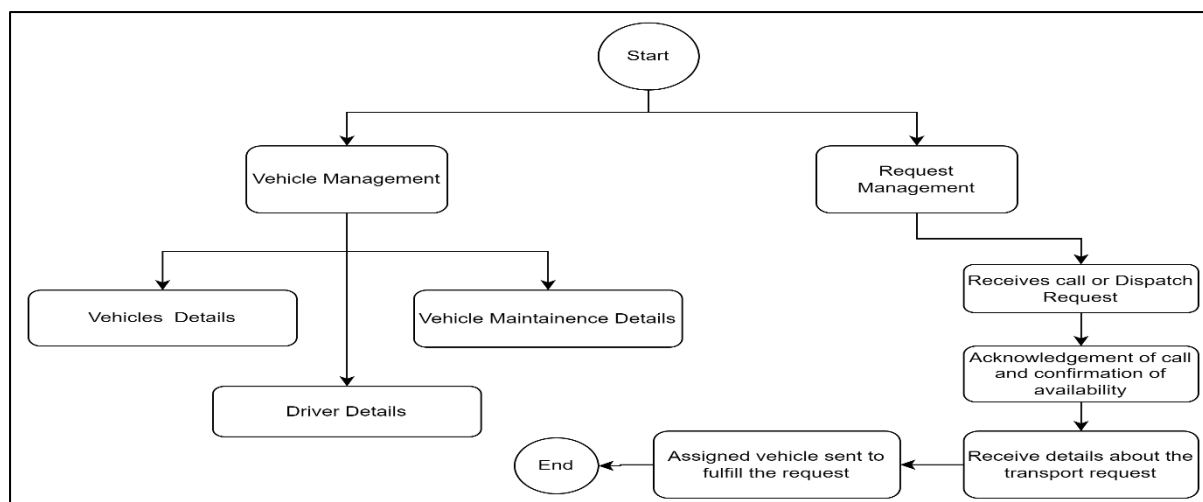 Start
Vehicle Management
Request
Management
Vehicles Details
Vehicle Maintainence Details
Driver Details
Receives call or Dispatch
Request
Acknowledgement of call
and confirmation of
availability
Receive details about the
transport request
Assigned vehicle sent to
fulfill the request
End